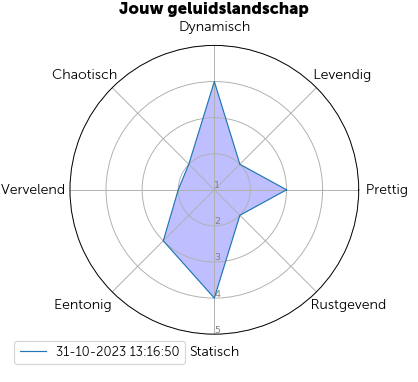 Jouw geluidslandschap
Dynamisch
Chaotisch
Levendig
Vervelend
1
Prettig
2
3
4
Eentonig
Rustgevend
5
31-10-2023 13:16:50
Statisch